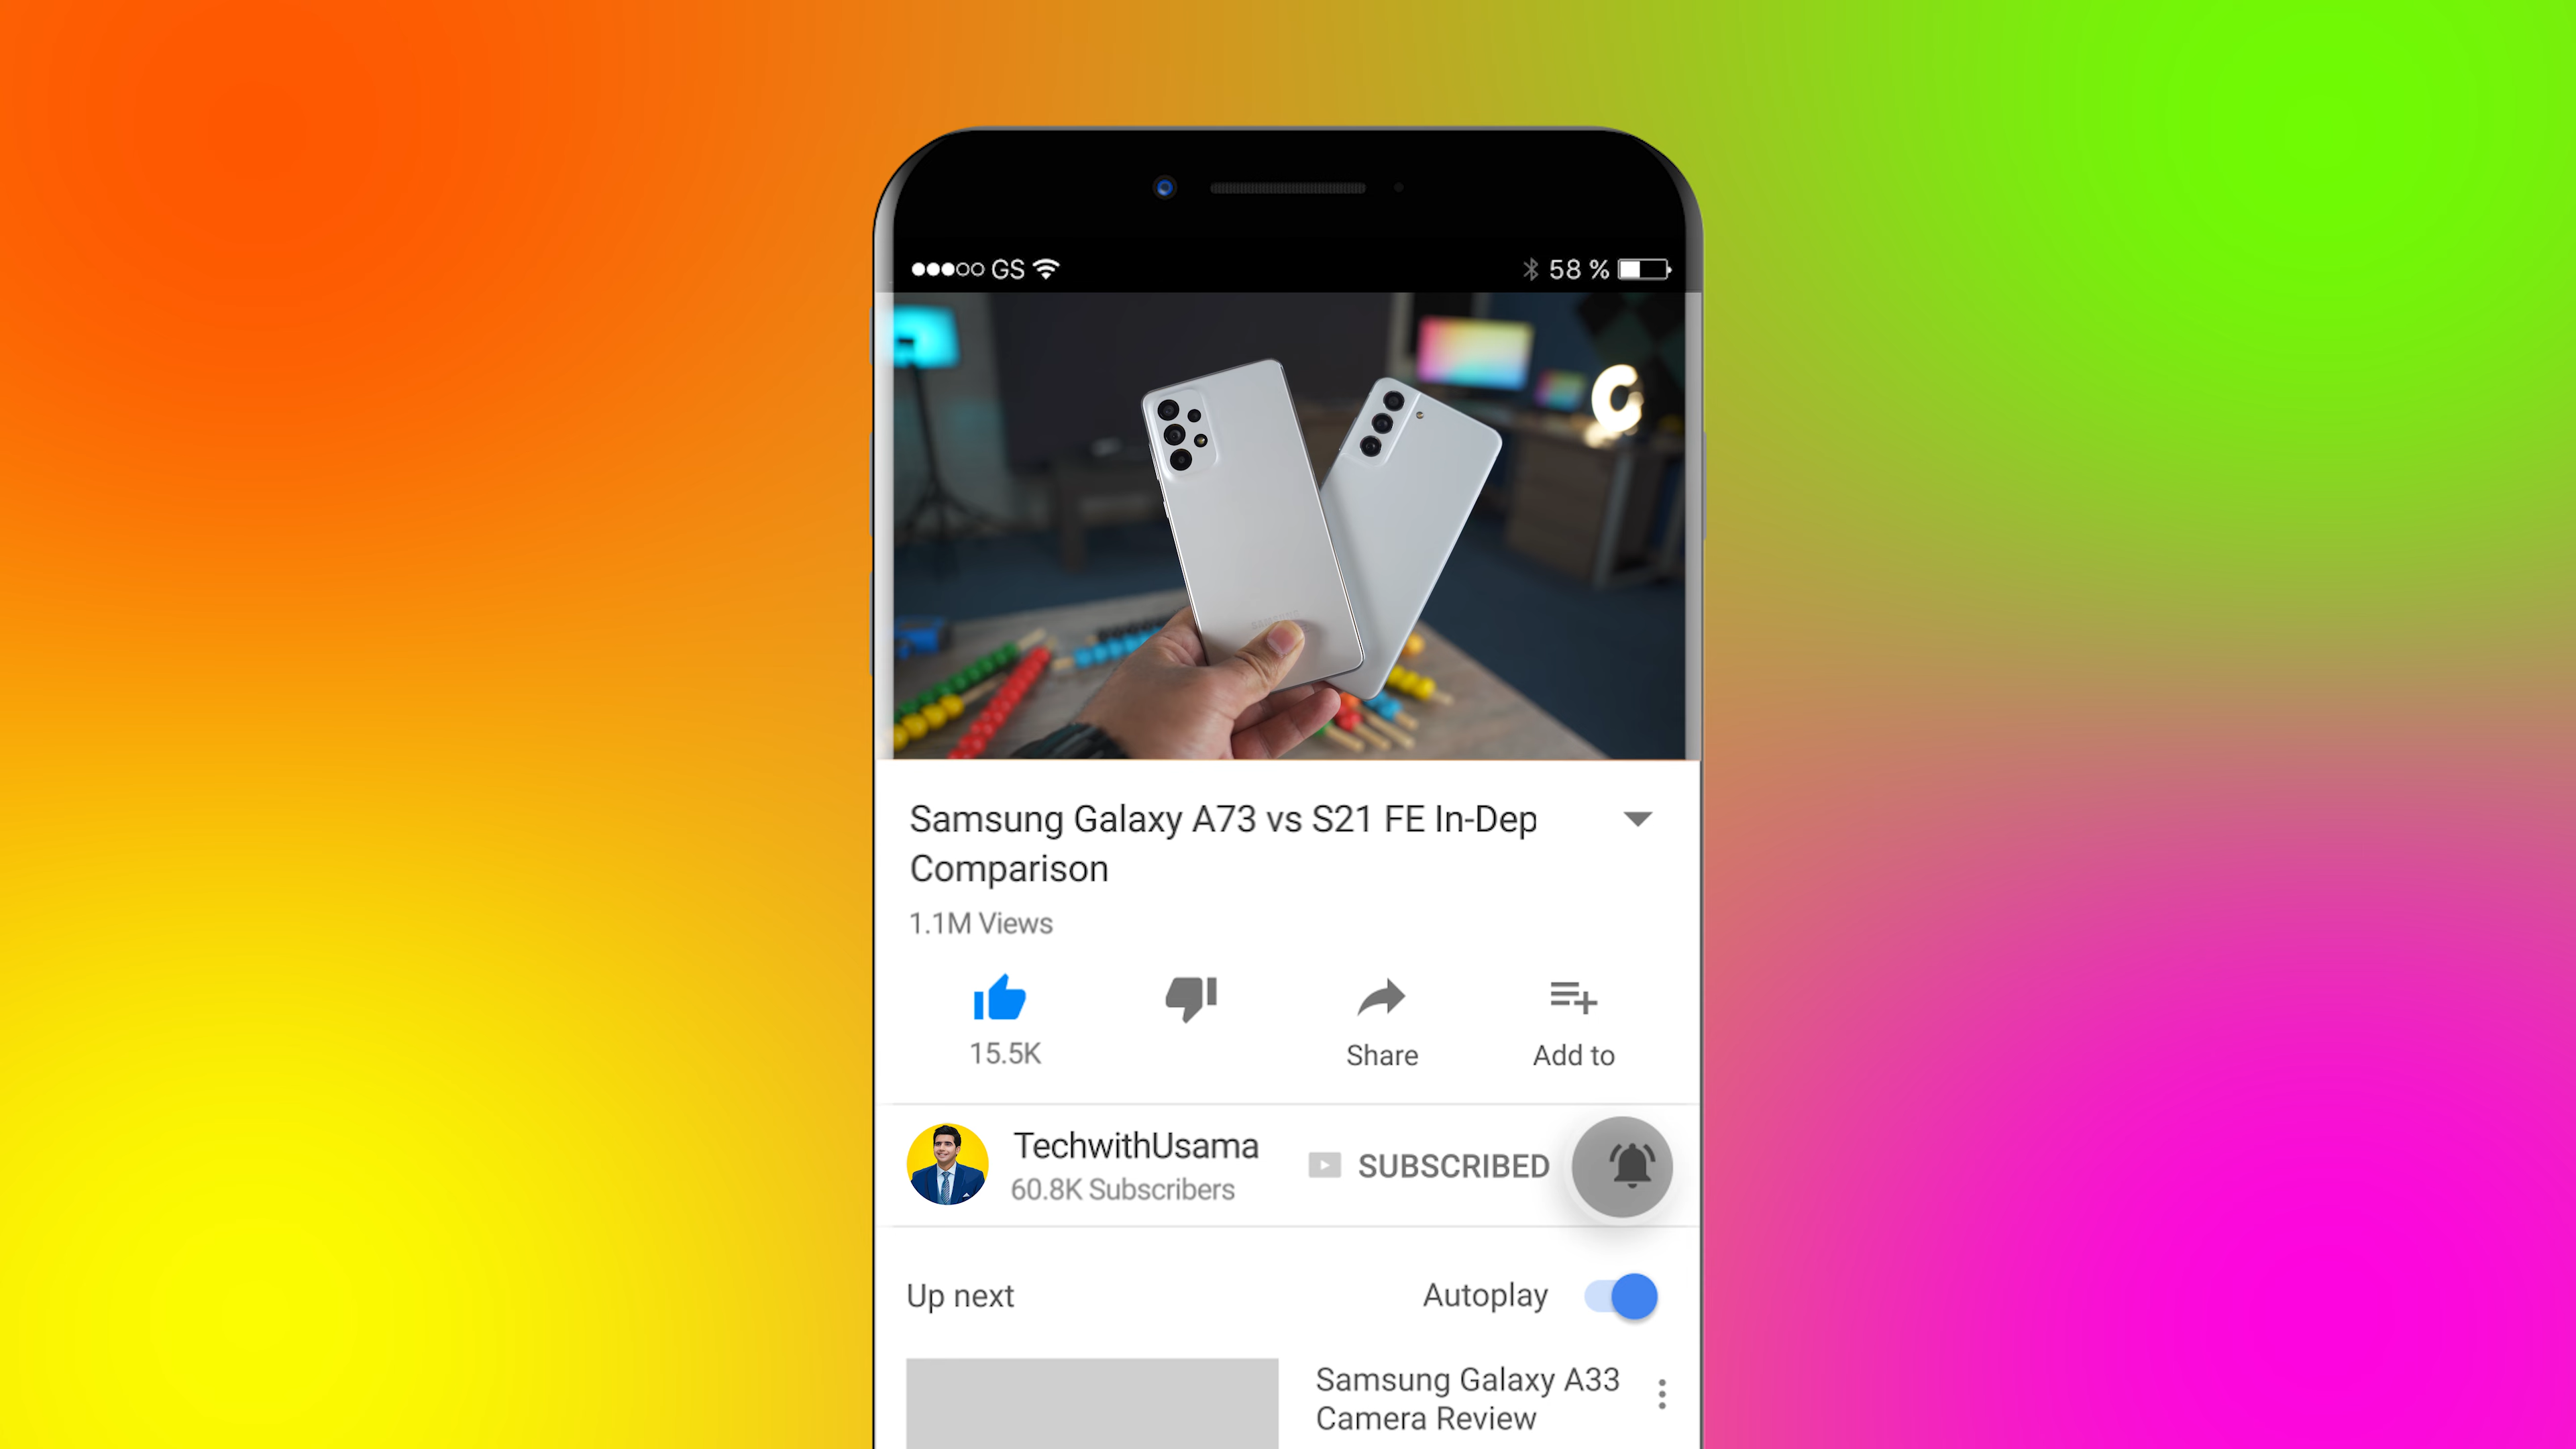 GS
58 %
SAMSUNG
Samsung Galaxy A73 vs S21 FE In-Dep
Comparison
1.1M Views
15.5K
Share
Add to
TechwithUsama
60.8K Subscribers
SUBSCRIBED
Up next
Autoplay
Samsung Galaxy A33
Camera Review